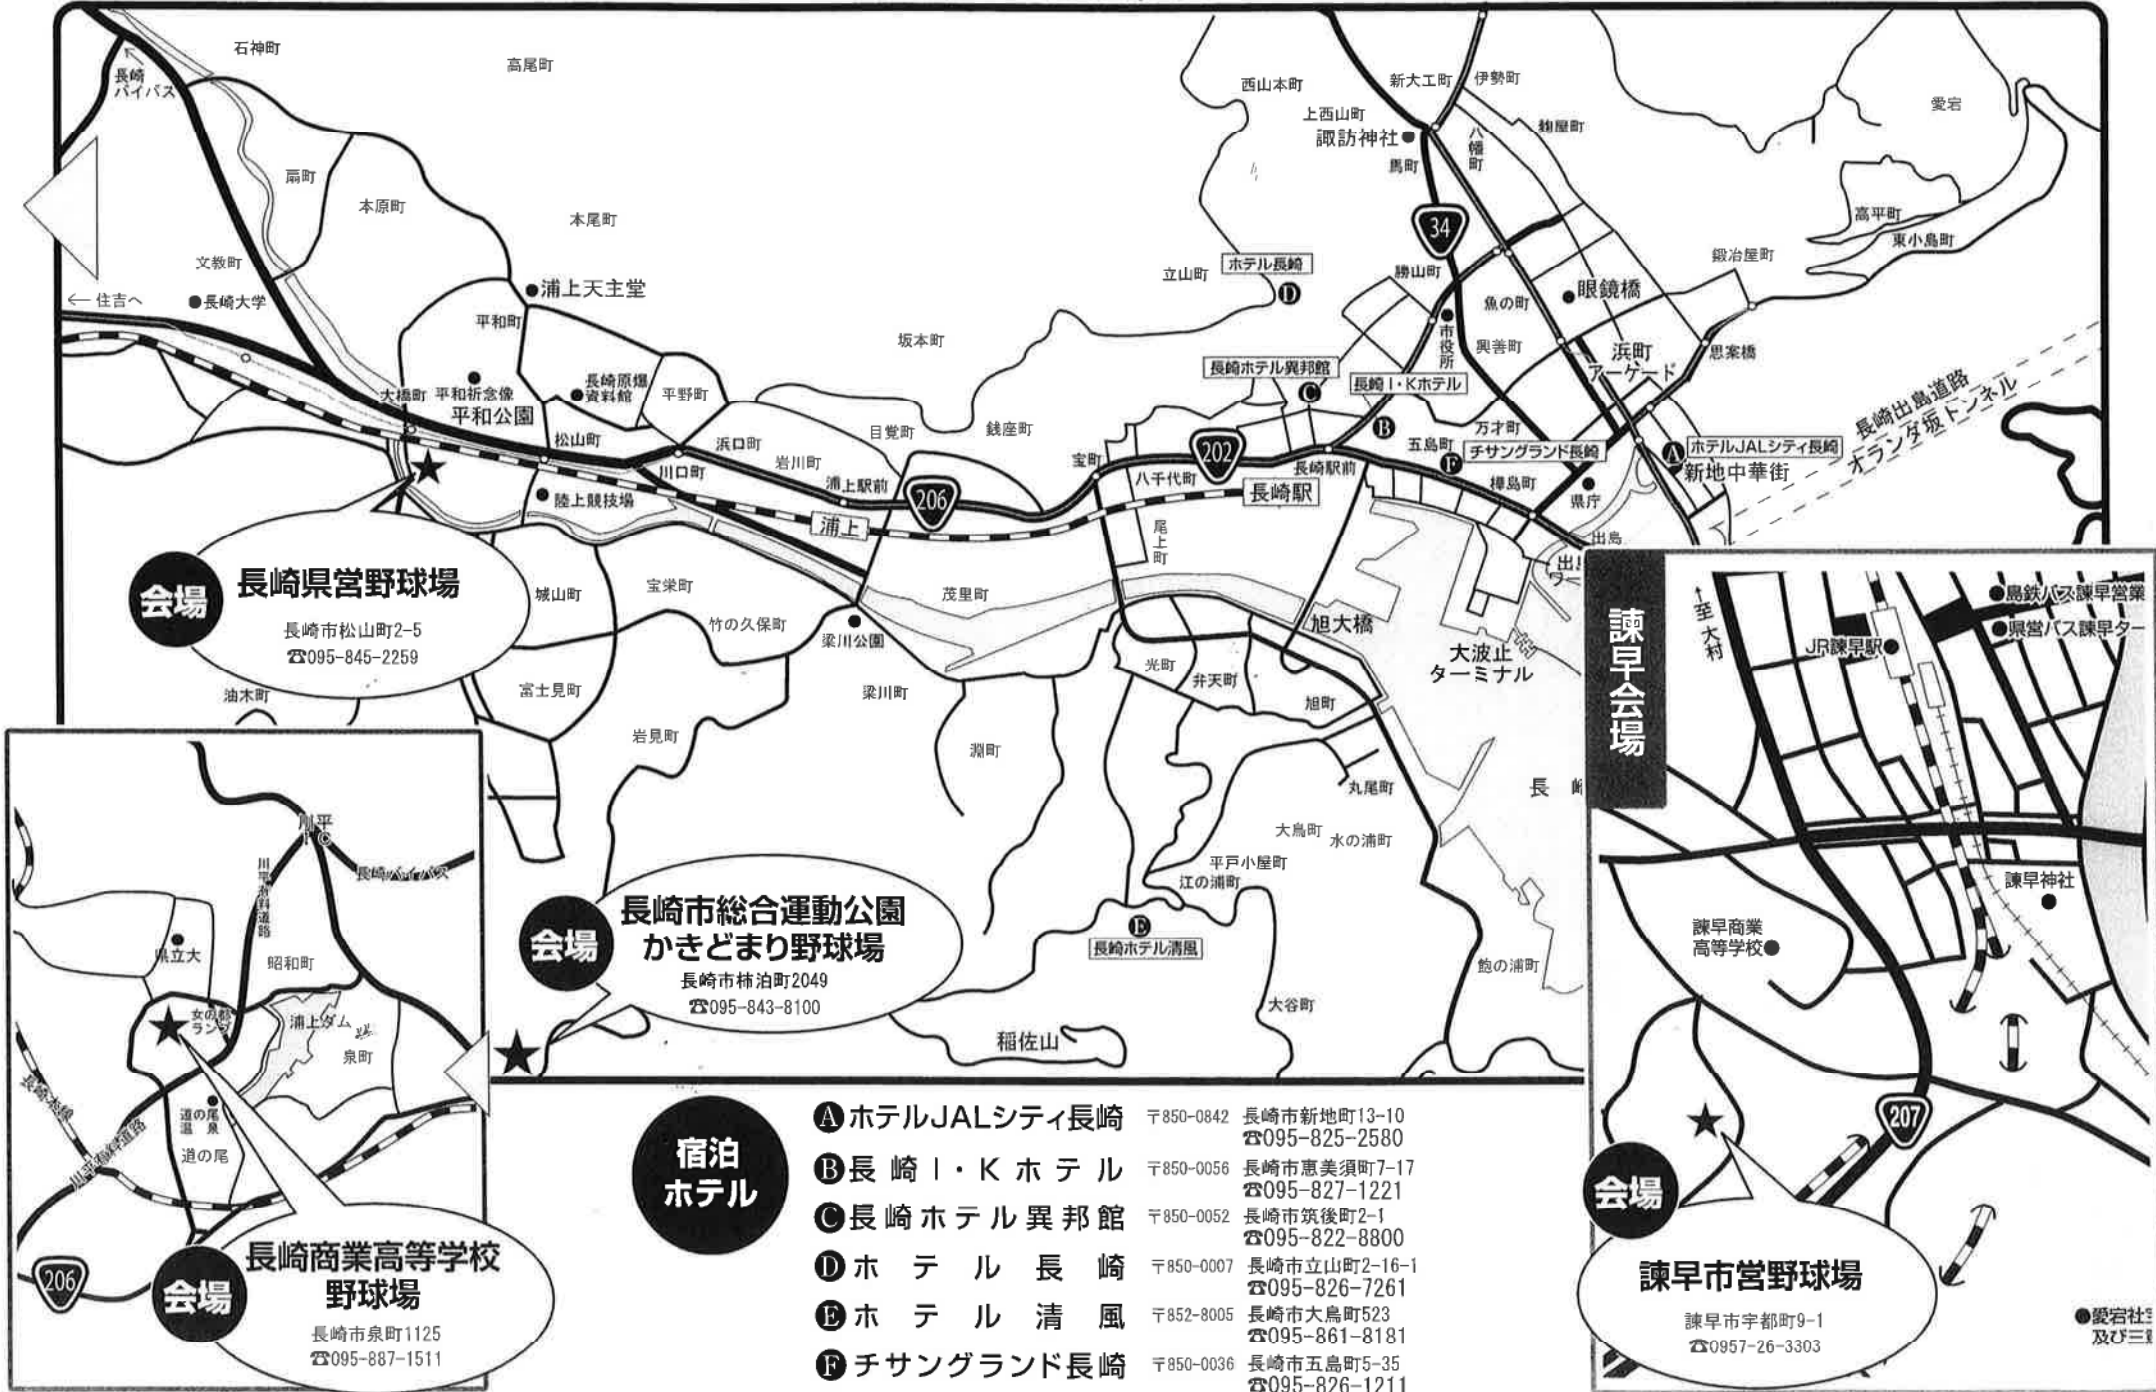 石神町
高尾町
長崎
バイパス
西山本町
新大工町
伊勢町
愛宕
上西山町
諏訪神社
八幡町
麹屋町
馬町
扇町
本原町
本尾町
34
高平町
東小島町
文教町
←住吉へ
長崎大学
浦上天主堂
立山町
ホテル長崎
D
勝山町
鍛冶屋町
平和町
魚の町
眼鏡橋
坂本町
市役所
興善町
浜町
アーケード
思案橋
大橋町
平和祈念像
平和公園
長崎原爆
資料館
平野町
長崎ホテル異邦館
C
長崎I・Kホテル
B
長崎出島道路
オランダ坂トンネル
松山町
浜口町
目覚町
銭座町
万才町
五島町
F
チサングランド長崎
A
ホテルJALシティ長崎
新地中華街
川口町
岩川町
浦上駅前
宝町
202
八千代町
長崎駅前
樺島町
県庁
陸上競技場
206
浦上
長崎駅
尾上町
出島
会場
長崎県営野球場
長崎市松山町2-5
☎095-845-2259
城山町
宝栄町
竹の久保町
梁川公園
茂里町
旭大橋
大波止
ターミナル
油木町
富士見町
岩見町
梁川町
光町
弁天町
旭町
淵町
丸尾町
大鳥町
水の浦町
平戸小屋町
江の浦町
E
長崎ホテル清風
飽の浦町
大谷町
稲佐山
会場
長崎市総合運動公園
かきどまり野球場
長崎市柿泊町2049
☎095-843-8100
川平
IC
川平有料道路
長崎バイパス
県立大
昭和町
女の都
ランプ
浦上ダム
泉町
長崎本線
川平有料道路
道の尾
温泉
道の尾
206
会場
長崎商業高等学校
野球場
長崎市泉町1125
☎095-887-1511
諫早会場
↑至大村
島鉄バス諫早営業
県営バス諫早ター
JR諫早駅
諫早神社
諫早商業
高等学校
207
会場
諫早市営野球場
諫早市宇都町9-1
☎0957-26-3303
愛宕社
及び三
宿泊
ホテル
A ホテルJALシティ長崎 〒850-0842 長崎市新地町13-10
☎095-825-2580
B 長崎I・Kホテル 〒850-0056 長崎市恵美須町7-17
☎095-827-1221
C 長崎ホテル異邦館 〒850-0052 長崎市筑後町2-1
☎095-822-8800
D ホテル長崎 〒850-0007 長崎市立山町2-16-1
☎095-826-7261
E ホテル清風 〒852-8005 長崎市大鳥町523
☎095-861-8181
F チサングランド長崎 〒850-0036 長崎市五島町5-35
☎095-826-1211